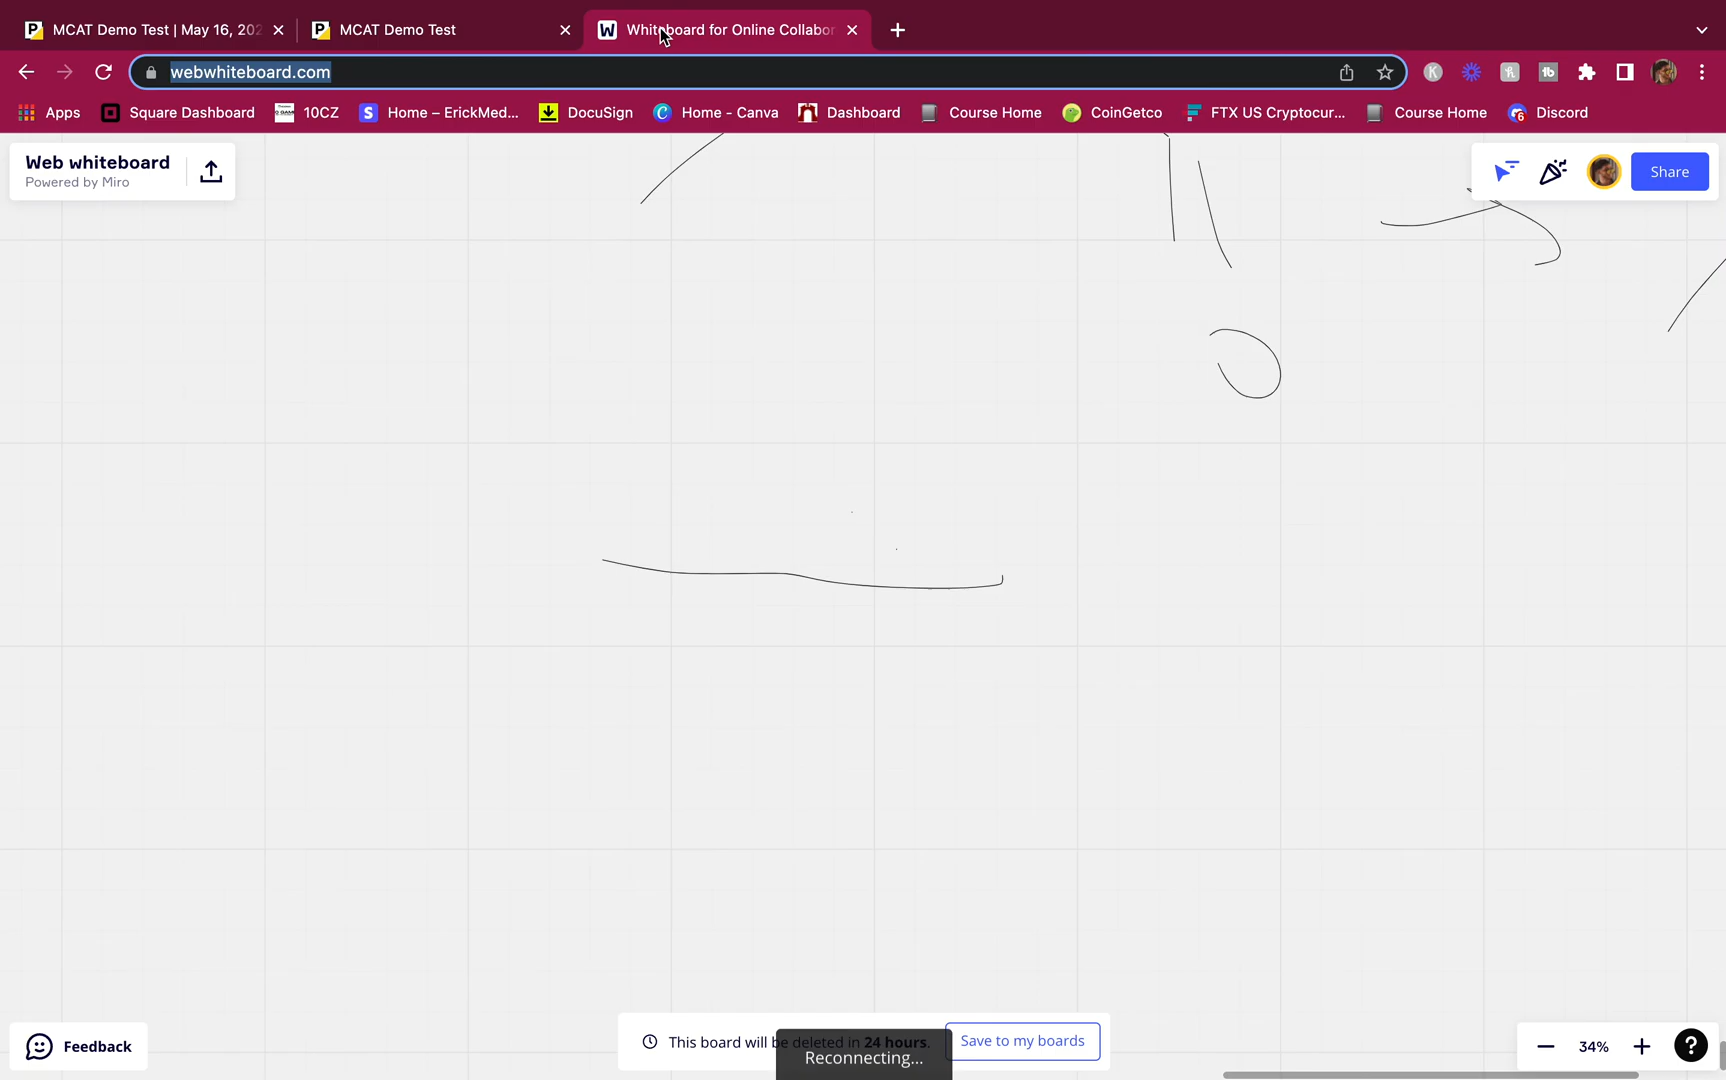 MCAT Demo Test | May 16, 202
MCAT Demo Test
Whiteboard for Online Collabor
webwhiteboard.com
Apps
Square Dashboard
10CZ
Home – ErickMed...
DocuSign
Home - Canva
Dashboard
Course Home
CoinGetco
FTX US Cryptocur...
Course Home
Discord
Web whiteboard
Powered by Miro
Share
This board will be deleted in 24 hours.
Save to my boards
Reconnecting...
Feedback
34%